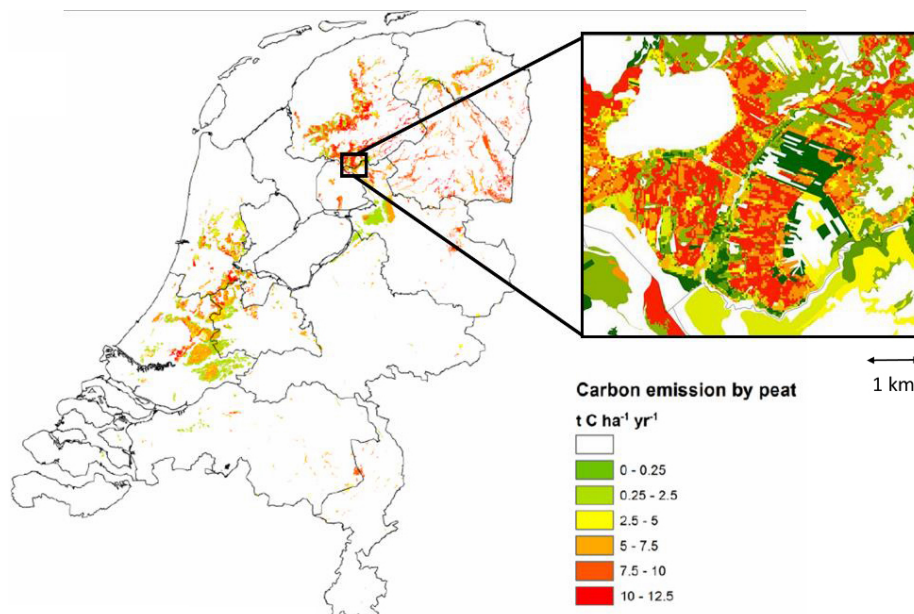 1 km
Carbon emission by peat
t C ha⁻¹ yr⁻¹
0 - 0.25
0.25 - 2.5
2.5 - 5
5 - 7.5
7.5 - 10
10 - 12.5